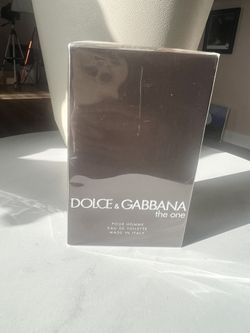 DOLCE & GABBANA
the one
POUR HOMME
EAU DE TOILETTE
MADE IN ITALY